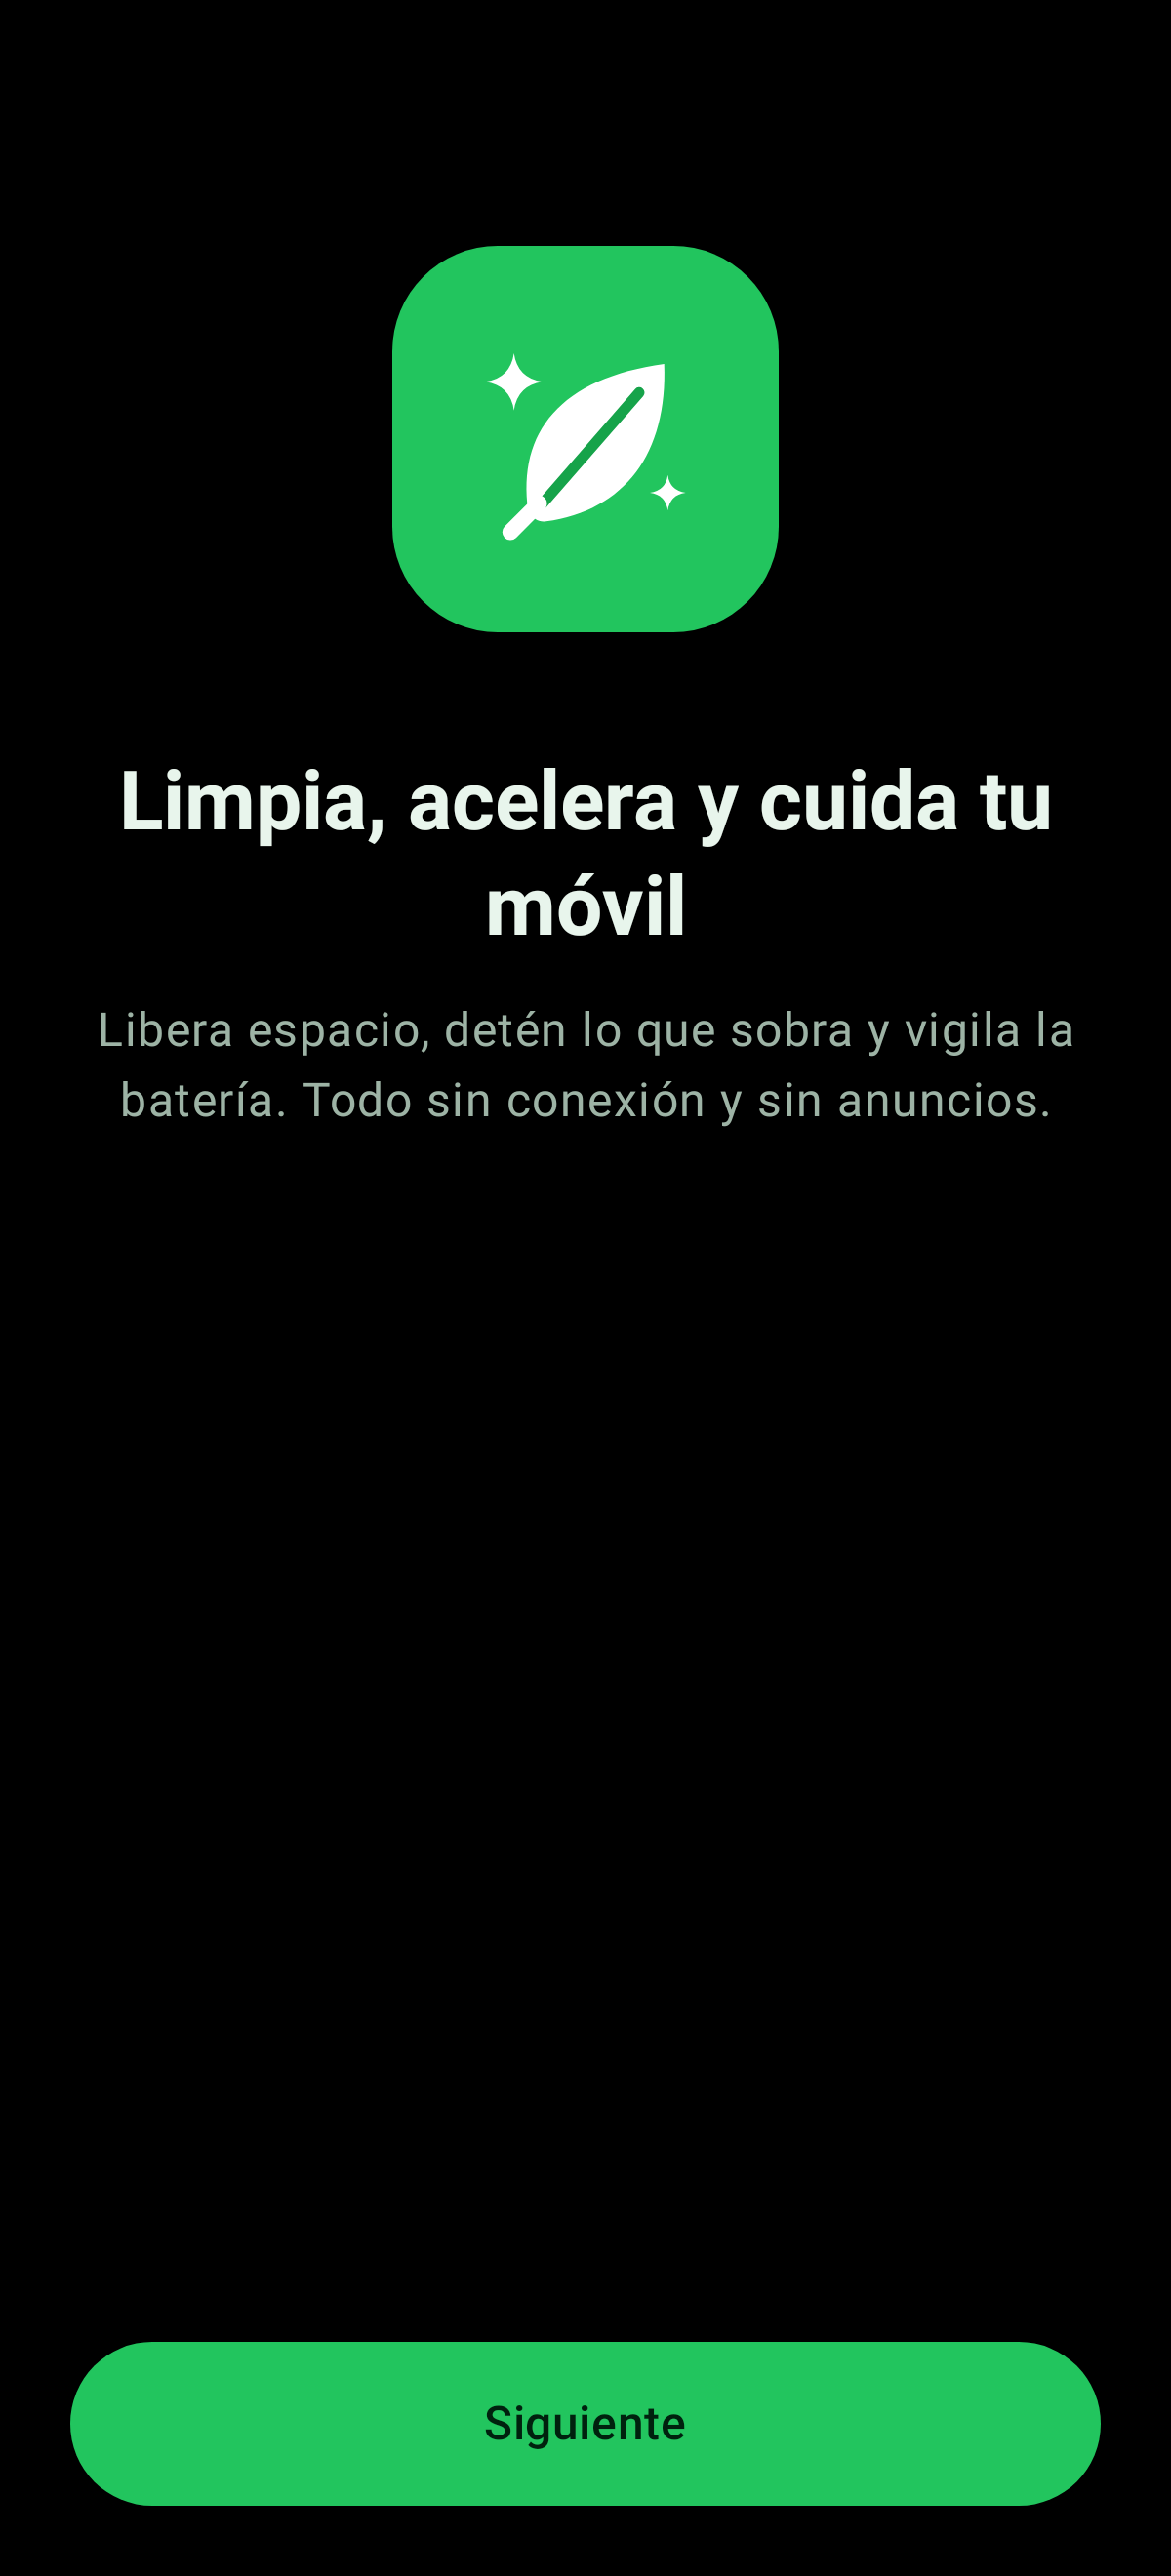 Limpia, acelera y cuida tu
móvil
Libera espacio, detén lo que sobra y vigila la
batería. Todo sin conexión y sin anuncios.
Siguiente